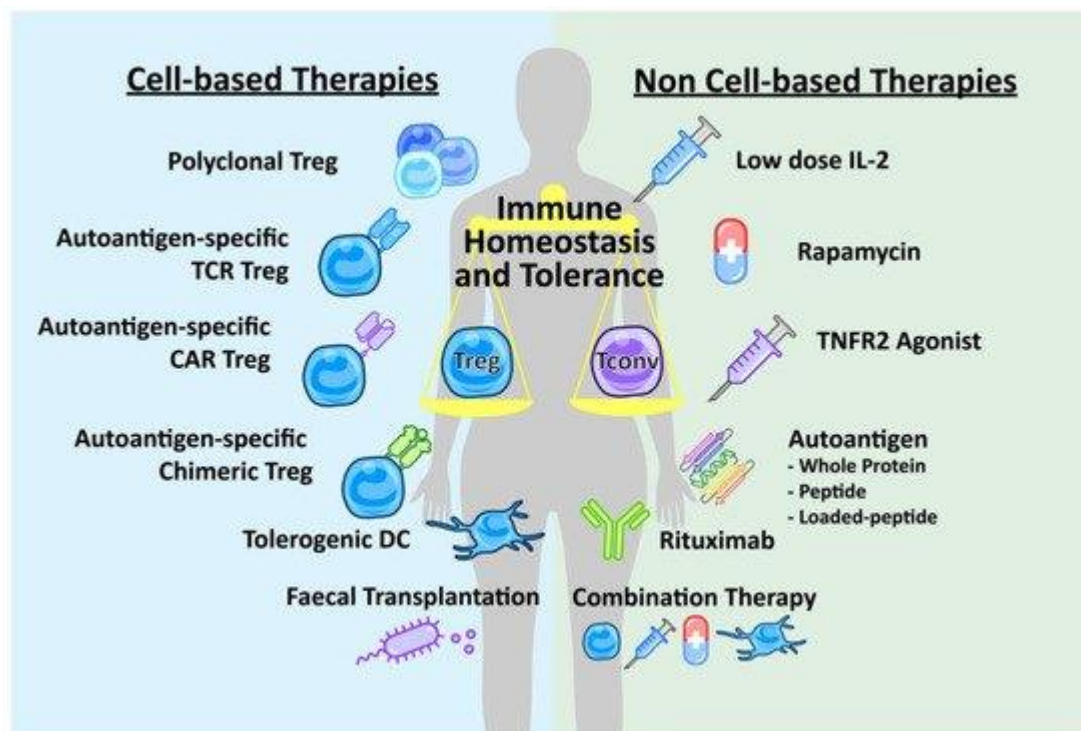 Cell-based Therapies
Polyclonal Treg
Autoantigen-specific
TCR Treg
Autoantigen-specific
CAR Treg
Autoantigen-specific
Chimeric Treg
Tolerogenic DC
Faecal Transplantation
Immune
Homeostasis
and Tolerance
Treg
Tconv
Non Cell-based Therapies
Low dose IL-2
Rapamycin
TNFR2 Agonist
Autoantigen
- Whole Protein
- Peptide
- Loaded-peptide
Rituximab
Combination Therapy